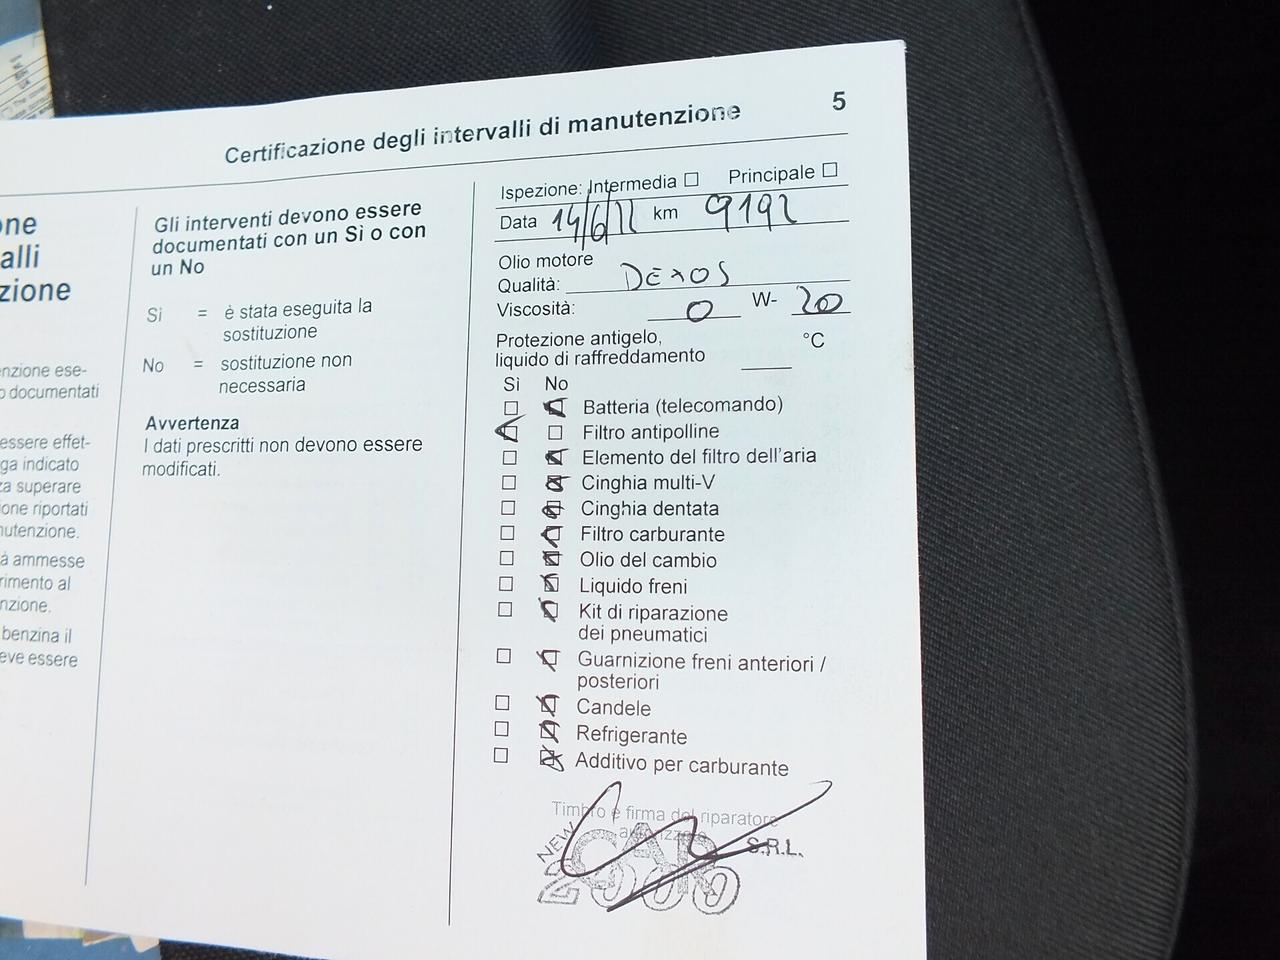 Certificazione degli intervalli di manutenzione
5
one
alli
zione
nzione ese-
o documentati
essere effet-
ga indicato
za superare
ione riportati
nutenzione.
à ammesse
rimento al
nzione.
benzina il
eve essere
Gli interventi devono essere
documentati con un Sì o con
un No
Sì = è stata eseguita la
sostituzione
No = sostituzione non
necessaria
Avvertenza
I dati prescritti non devono essere
modificati.
Ispezione: Intermedia ☐ Principale ☐
Data 14/6/22 km 9192
Olio motore
Qualità: DEXOS
Viscosità: 0 W- 20
Protezione antigelo,
liquido di raffreddamento °C
Sì No
Batteria (telecomando)
Filtro antipolline
Elemento del filtro dell'aria
Cinghia multi-V
Cinghia dentata
Filtro carburante
Olio del cambio
Liquido freni
Kit di riparazione
dei pneumatici
Guarnizione freni anteriori /
posteriori
Candele
Refrigerante
Additivo per carburante
Timbro e firma del riparatore
autorizzato
NEW
CAR
2000
S.R.L.